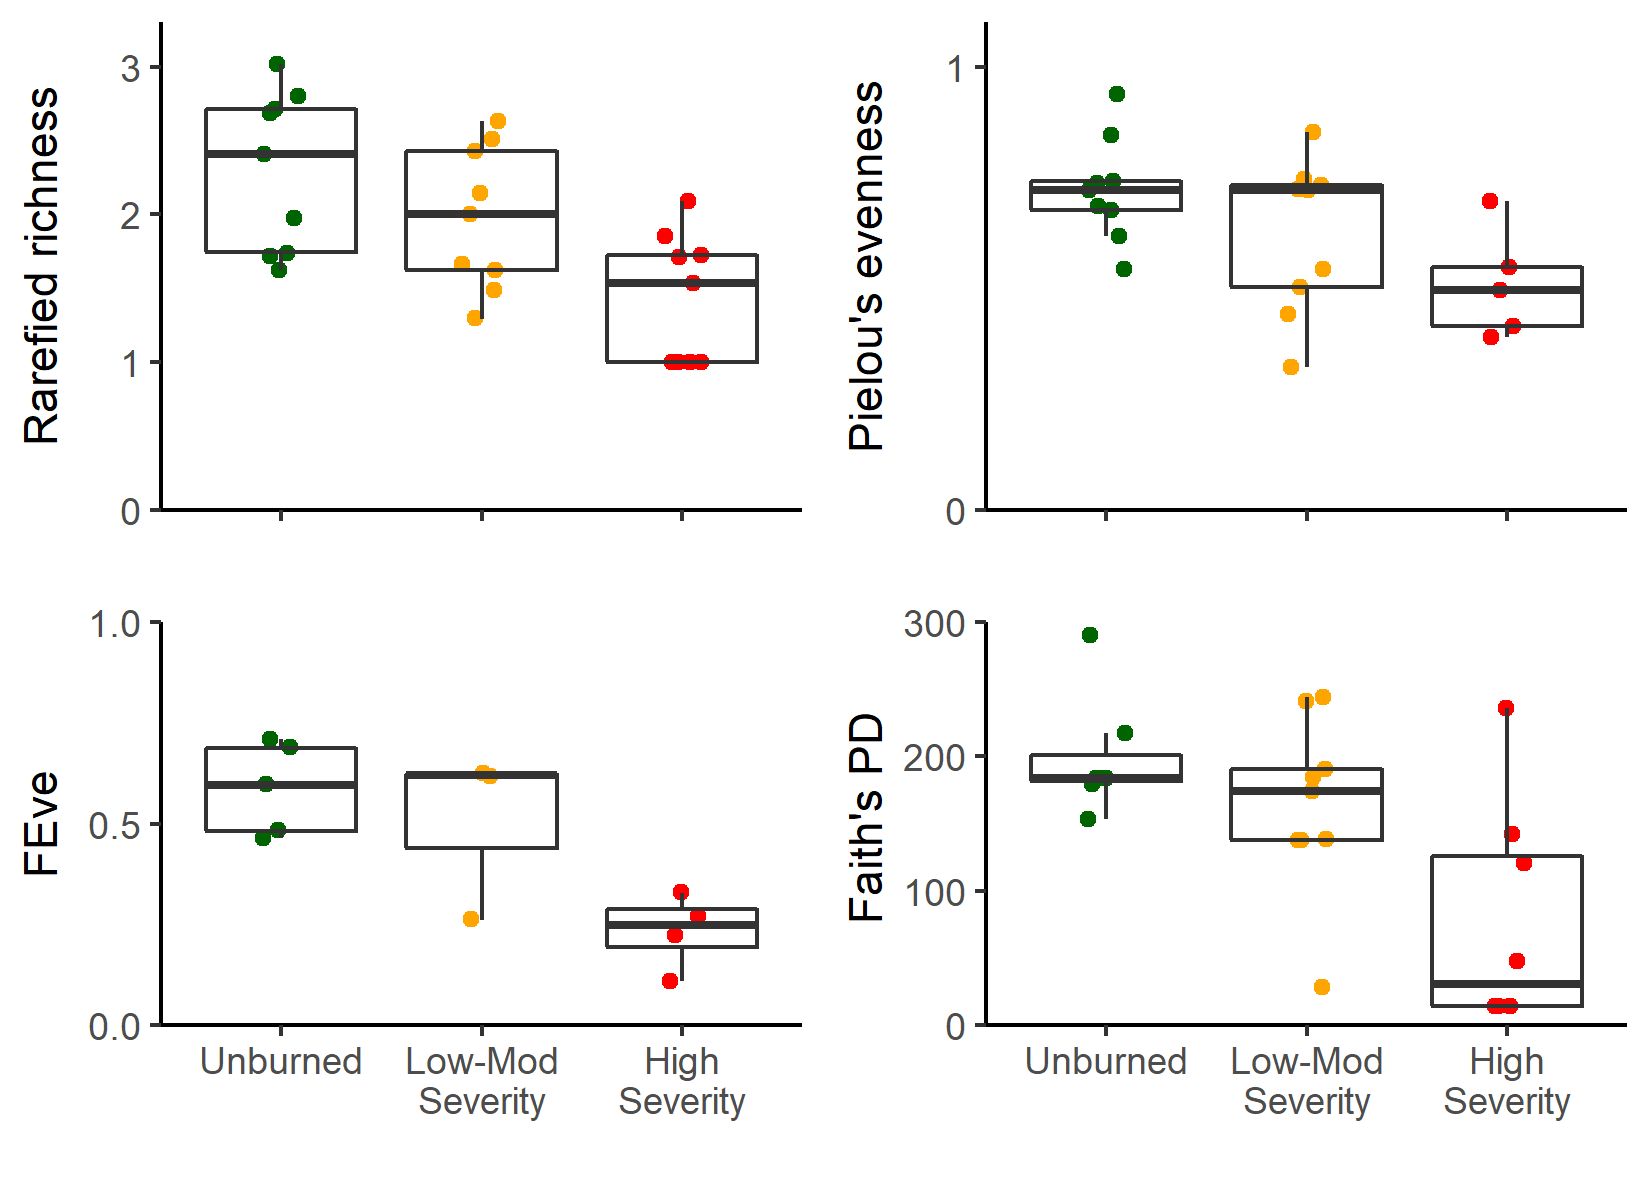 Rarefied richness
3
2
1
0
Pielou's evenness
1
0
FEve
1.0
0.5
0.0
Unburned
Low-Mod
Severity
High
Severity
Faith's PD
300
200
100
0
Unburned
Low-Mod
Severity
High
Severity